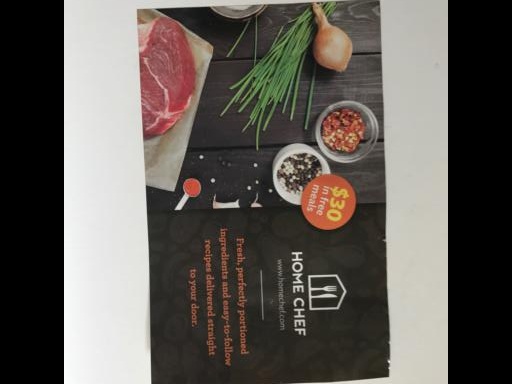 $30
in free
meals
HOME CHEF
www.homechef.com
Fresh, perfectly portioned
ingredients and easy-to-follow
recipes delivered straight
to your door.